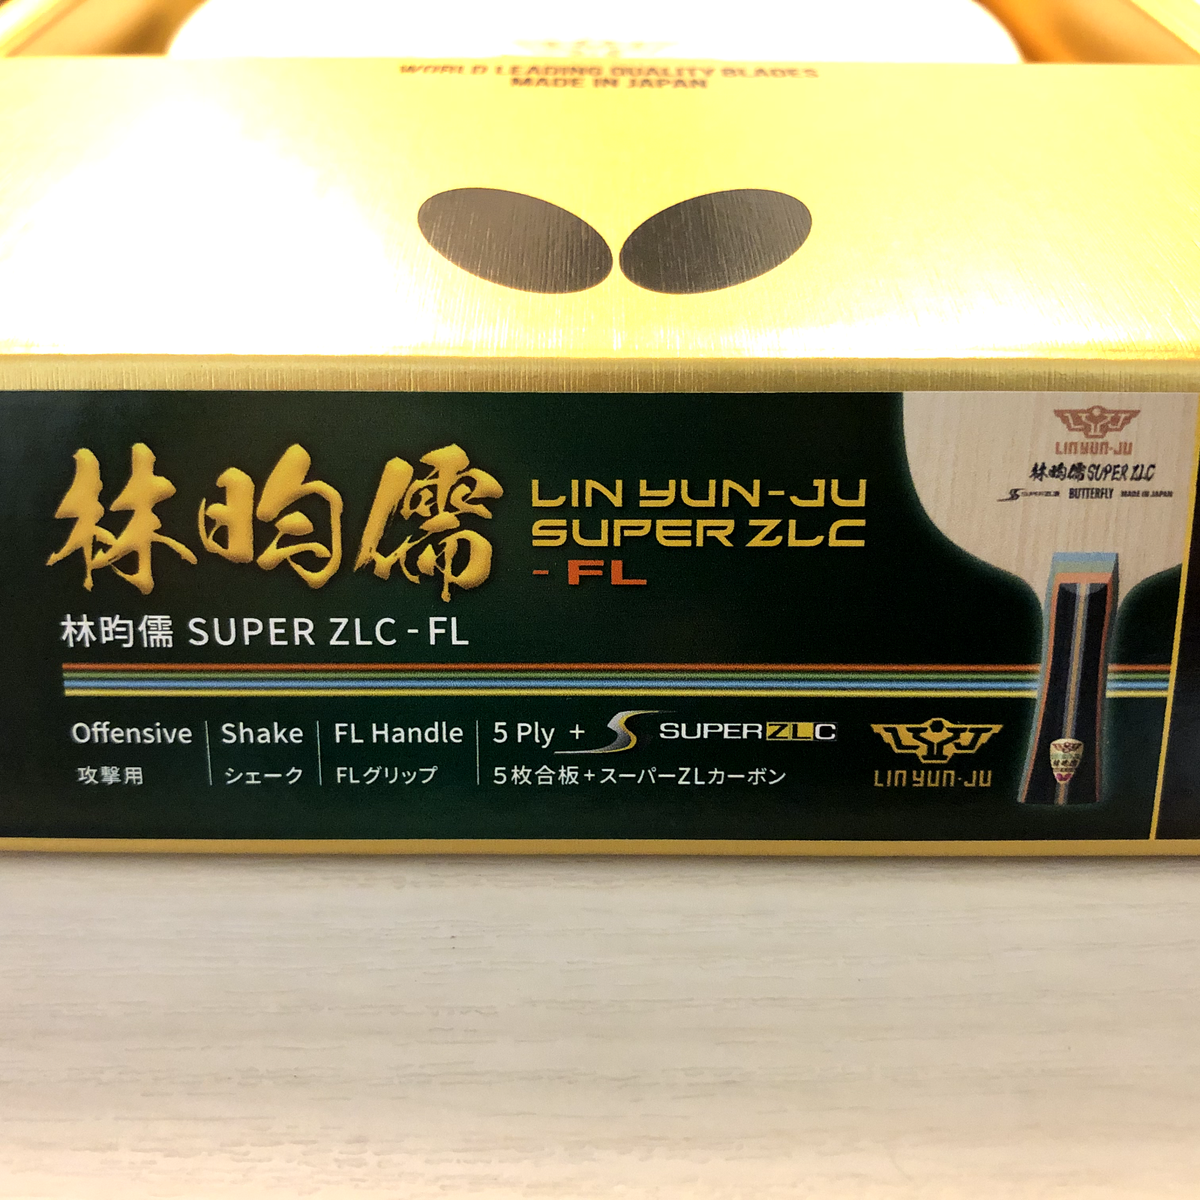 WORLD LEADING QUALITY BLADES
MADE IN JAPAN
林昀儒
LIN YUN-JU
SUPER ZLC
-FL
林昀儒 SUPER ZLC-FL
Offensive
攻撃用
Shake
シェーク
FL Handle
FLグリップ
5 Ply + SUPER ZLC
5枚合板+スーパーZLカーボン
LIN YUN-JU
LIN YUN-JU
林昀儒 SUPER ZLC
SUPER ZLC BUTTERFLY MADE IN JAPAN